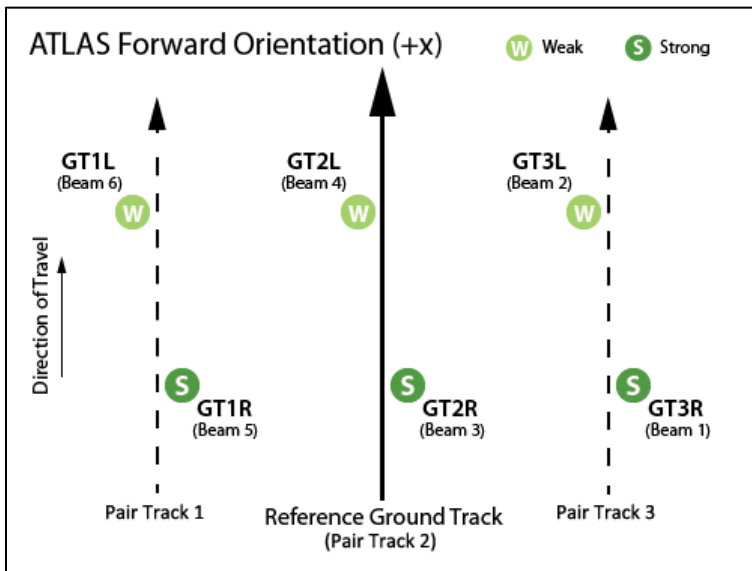 ATLAS Forward Orientation (+x)
W Weak
S Strong
GT1L
(Beam 6)
W
GT2L
(Beam 4)
W
GT3L
(Beam 2)
W
Direction of Travel
S
GT1R
(Beam 5)
S
GT2R
(Beam 3)
S
GT3R
(Beam 1)
Pair Track 1
Reference Ground Track
(Pair Track 2)
Pair Track 3